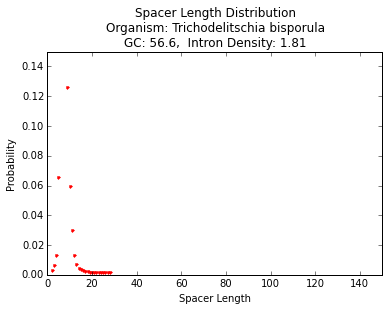 Spacer Length Distribution
Organism: Trichodelitschia bisporula
GC: 56.6,  Intron Density: 1.81
0.14
0.12
0.10
0.08
0.06
0.04
0.02
0.00
Probability
0 20 40 60 80 100 120 140
Spacer Length